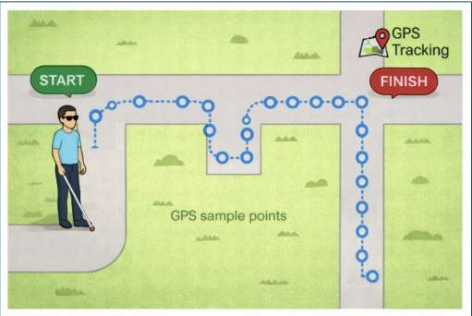 GPS
Tracking
START
FINISH
GPS sample points